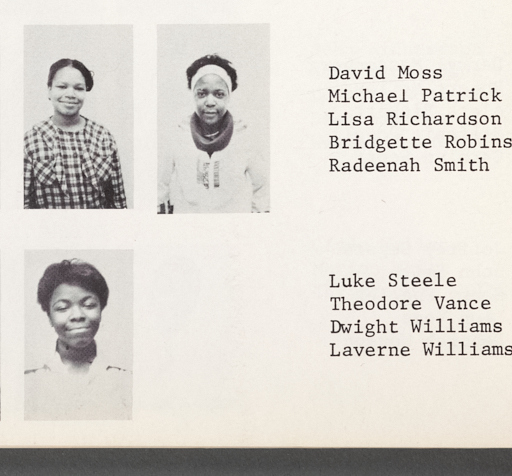 David Moss
Michael Patrick
Lisa Richardson
Bridgette Robins
Radeenah Smith
Luke Steele
Theodore Vance
Dwight Williams
Laverne Williams